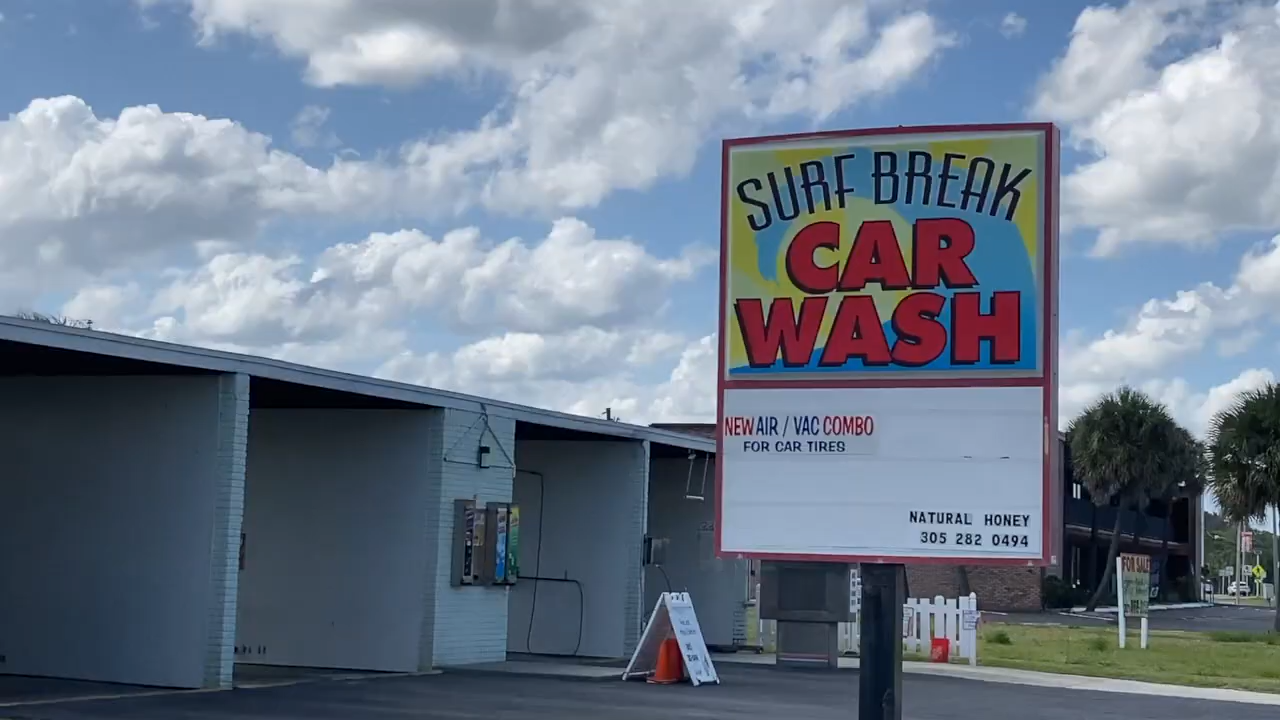 SURF BREAK
CAR
WASH
NEW AIR / VAC COMBO
FOR CAR TIRES
NATURAL HONEY
305 282 0494
FOR SALE